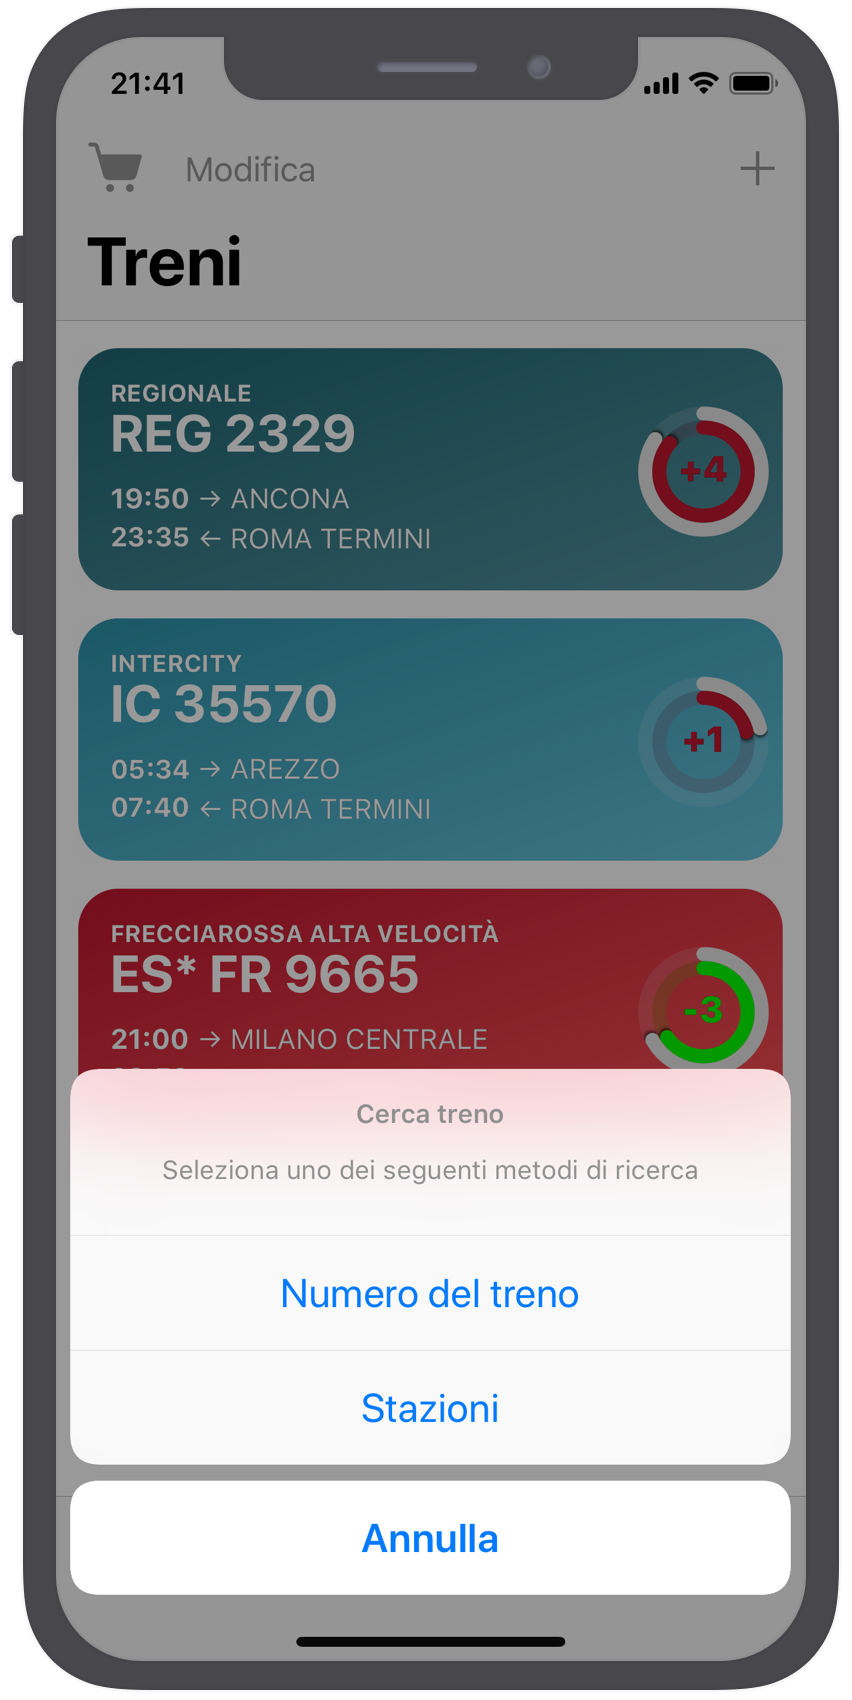 21:41
Modifica
Treni
REGIONALE
REG 2329
19:50 → ANCONA
23:35 ← ROMA TERMINI
+4
INTERCITY
IC 35570
05:34 → AREZZO
07:40 ← ROMA TERMINI
+1
FRECCIAROSSA ALTA VELOCITÀ
ES* FR 9665
21:00 → MILANO CENTRALE
-3
Cerca treno
Seleziona uno dei seguenti metodi di ricerca
Numero del treno
Stazioni
Annulla